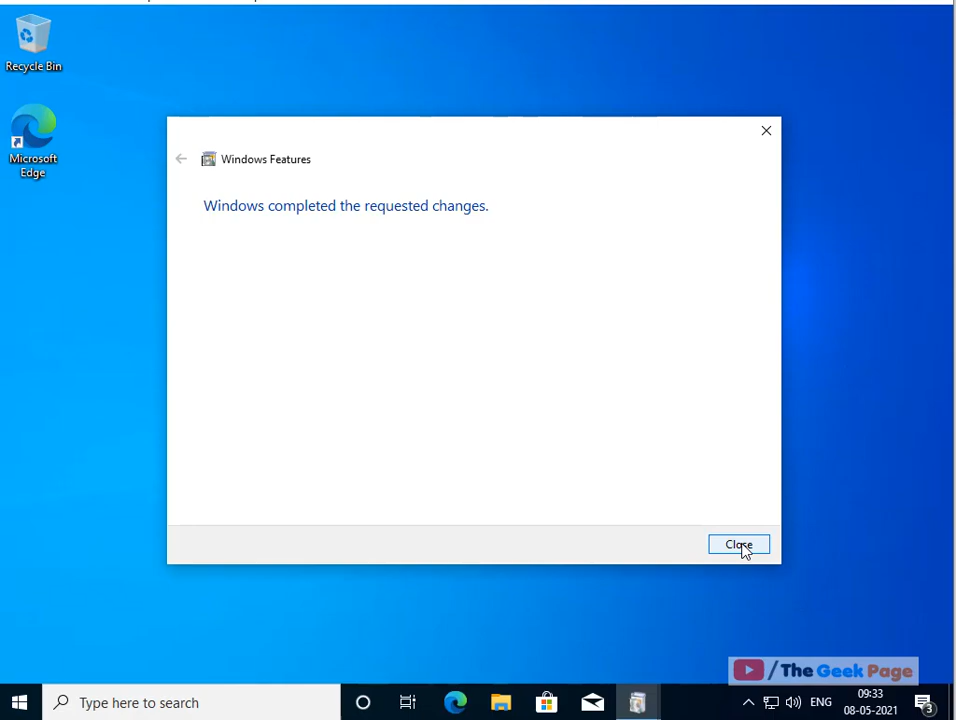 Recycle Bin
Microsoft
Edge
Windows Features
Windows completed the requested changes.
Close
/The Geek Page
Type here to search
ENG
09:33
08-05-2021
3